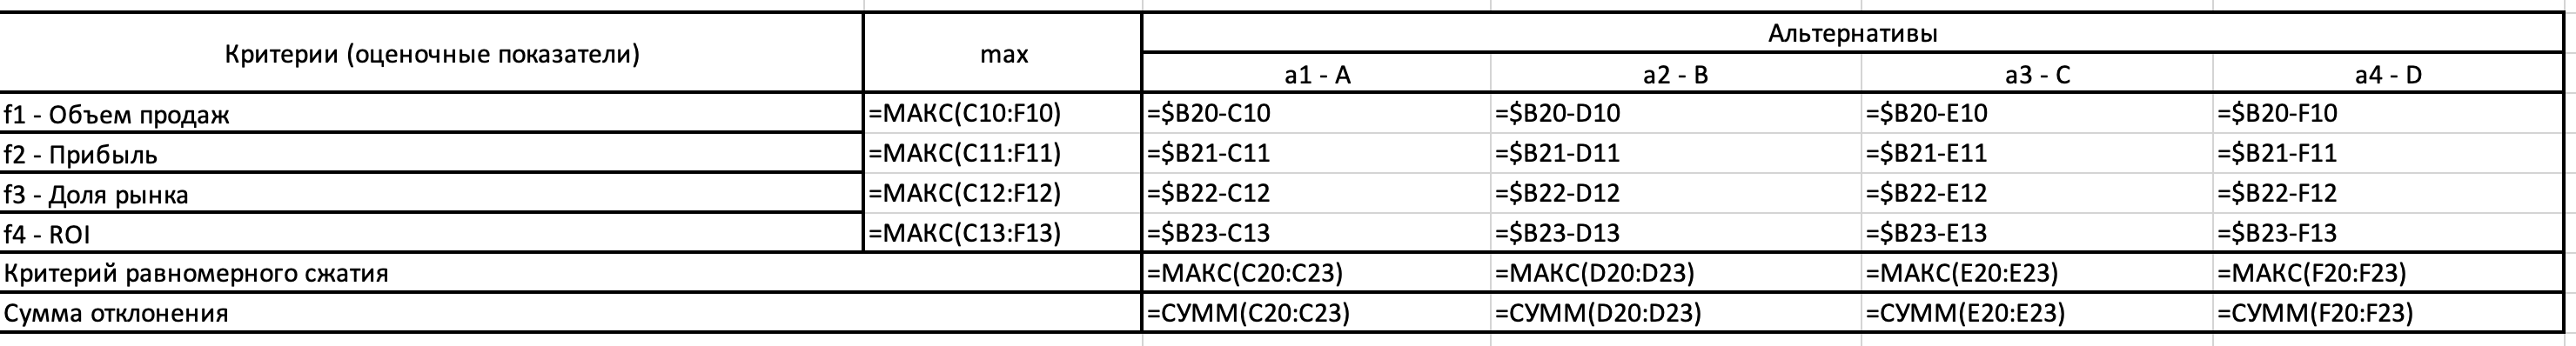 Критерии (оценочные показатели) max Альтернативы
a1 - A a2 - B a3 - C a4 - D
f1 - Объем продаж =МАКС(C10:F10) =$B20-C10 =$B20-D10 =$B20-E10 =$B20-F10
f2 - Прибыль =МАКС(C11:F11) =$B21-C11 =$B21-D11 =$B21-E11 =$B21-F11
f3 - Доля рынка =МАКС(C12:F12) =$B22-C12 =$B22-D12 =$B22-E12 =$B22-F12
f4 - ROI =МАКС(C13:F13) =$B23-C13 =$B23-D13 =$B23-E13 =$B23-F13
Критерий равномерного сжатия =МАКС(C20:C23) =МАКС(D20:D23) =МАКС(E20:E23) =МАКС(F20:F23)
Сумма отклонения =СУММ(C20:C23) =СУММ(D20:D23) =СУММ(E20:E23) =СУММ(F20:F23)